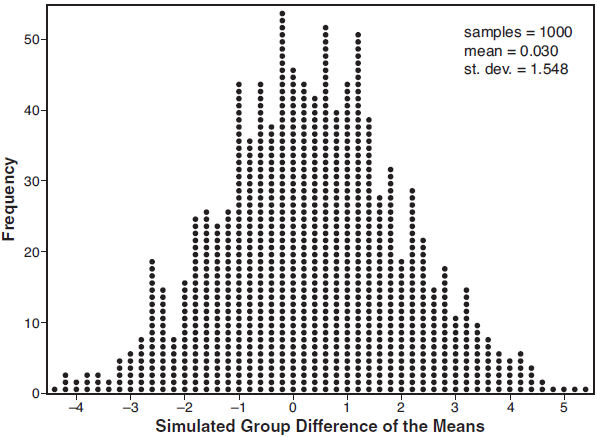 samples = 1000
mean = 0.030
st. dev. = 1.548
Frequency
50
40
30
20
10
0
–4 –3 –2 –1 0 1 2 3 4 5
Simulated Group Difference of the Means